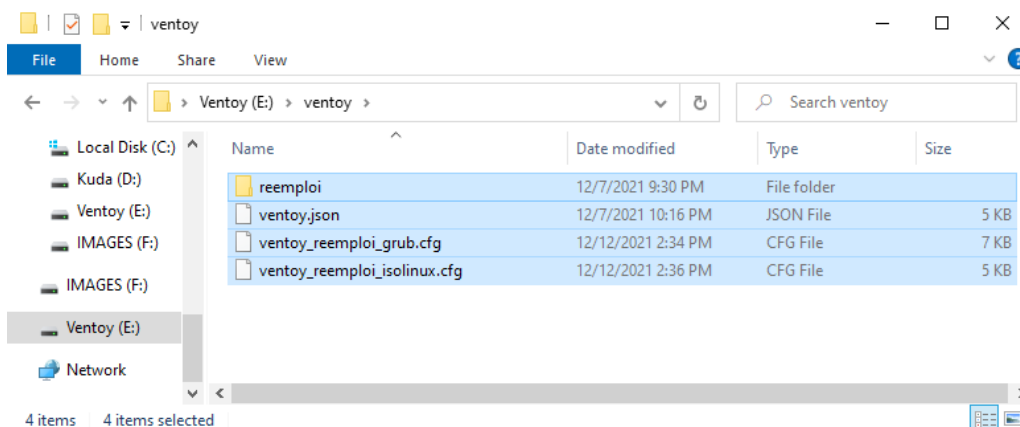 ventoy
File Home Share View
Ventoy (E:) ventoy
Search ventoy
Name Date modified Type Size
Local Disk (C:)
Kuda (D:)
Ventoy (E:)
IMAGES (F:)
IMAGES (F:)
Ventoy (E:)
Network
reemploi 12/7/2021 9:30 PM File folder
ventoy.json 12/7/2021 10:16 PM JSON File 5 KB
ventoy_reemploi_grub.cfg 12/12/2021 2:34 PM CFG File 7 KB
ventoy_reemploi_isolinux.cfg 12/12/2021 2:36 PM CFG File 5 KB
4 items 4 items selected